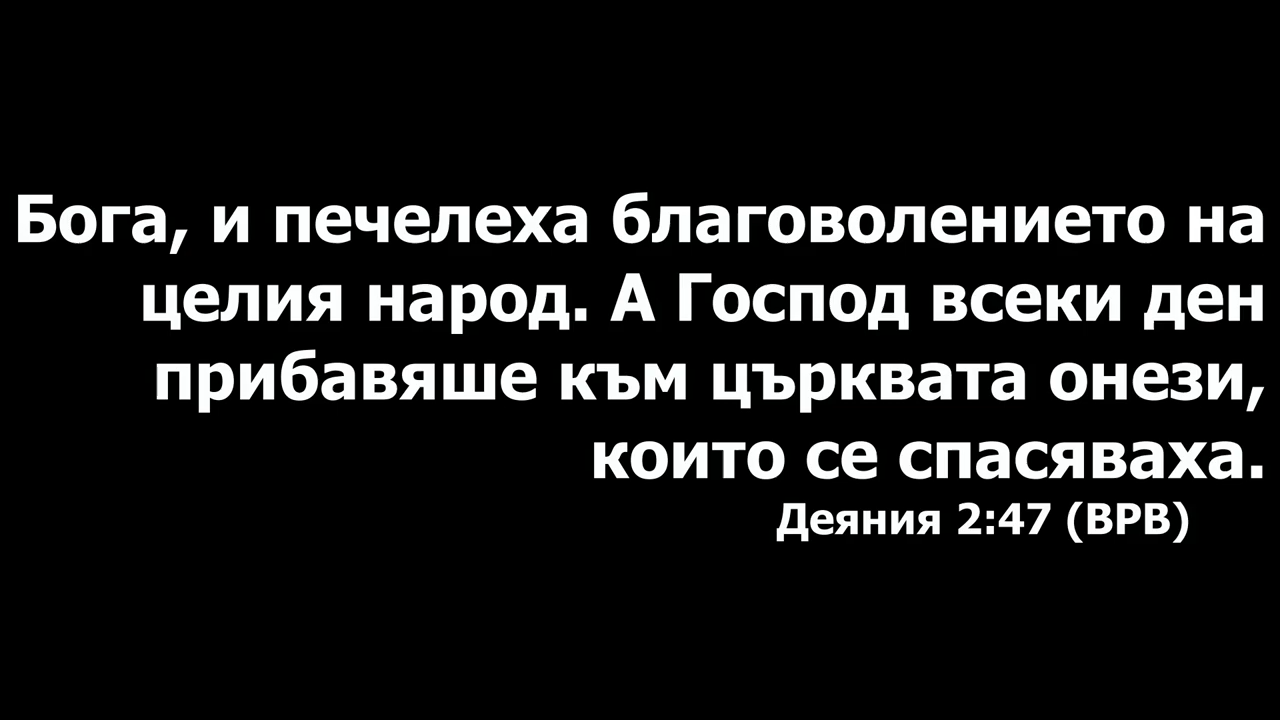 Бога, и печелеха благоволението на
целия народ. А Господ всеки ден
прибавяше към църквата онези,
които се спасяваха.
Деяния 2:47 (ВРВ)